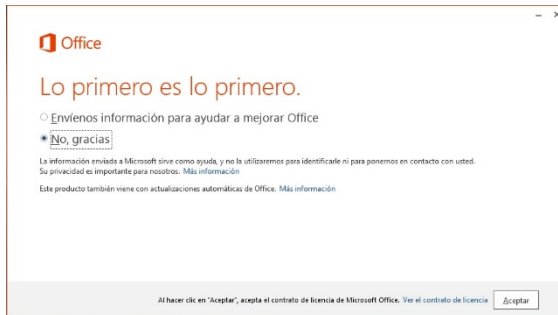 Office
Lo primero es lo primero.
Envíenos información para ayudar a mejorar Office
No, gracias
La información enviada a Microsoft sirve como ayuda, y no la utilizaremos para identificarle ni para ponernos en contacto con usted.
Su privacidad es importante para nosotros. Más información
Este producto también viene con actualizaciones automáticas de Office. Más información
Al hacer clic en "Aceptar", acepta el contrato de licencia de Microsoft Office. Ver el contrato de licencia Aceptar